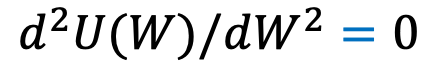 d²U(W)/dW² = 0